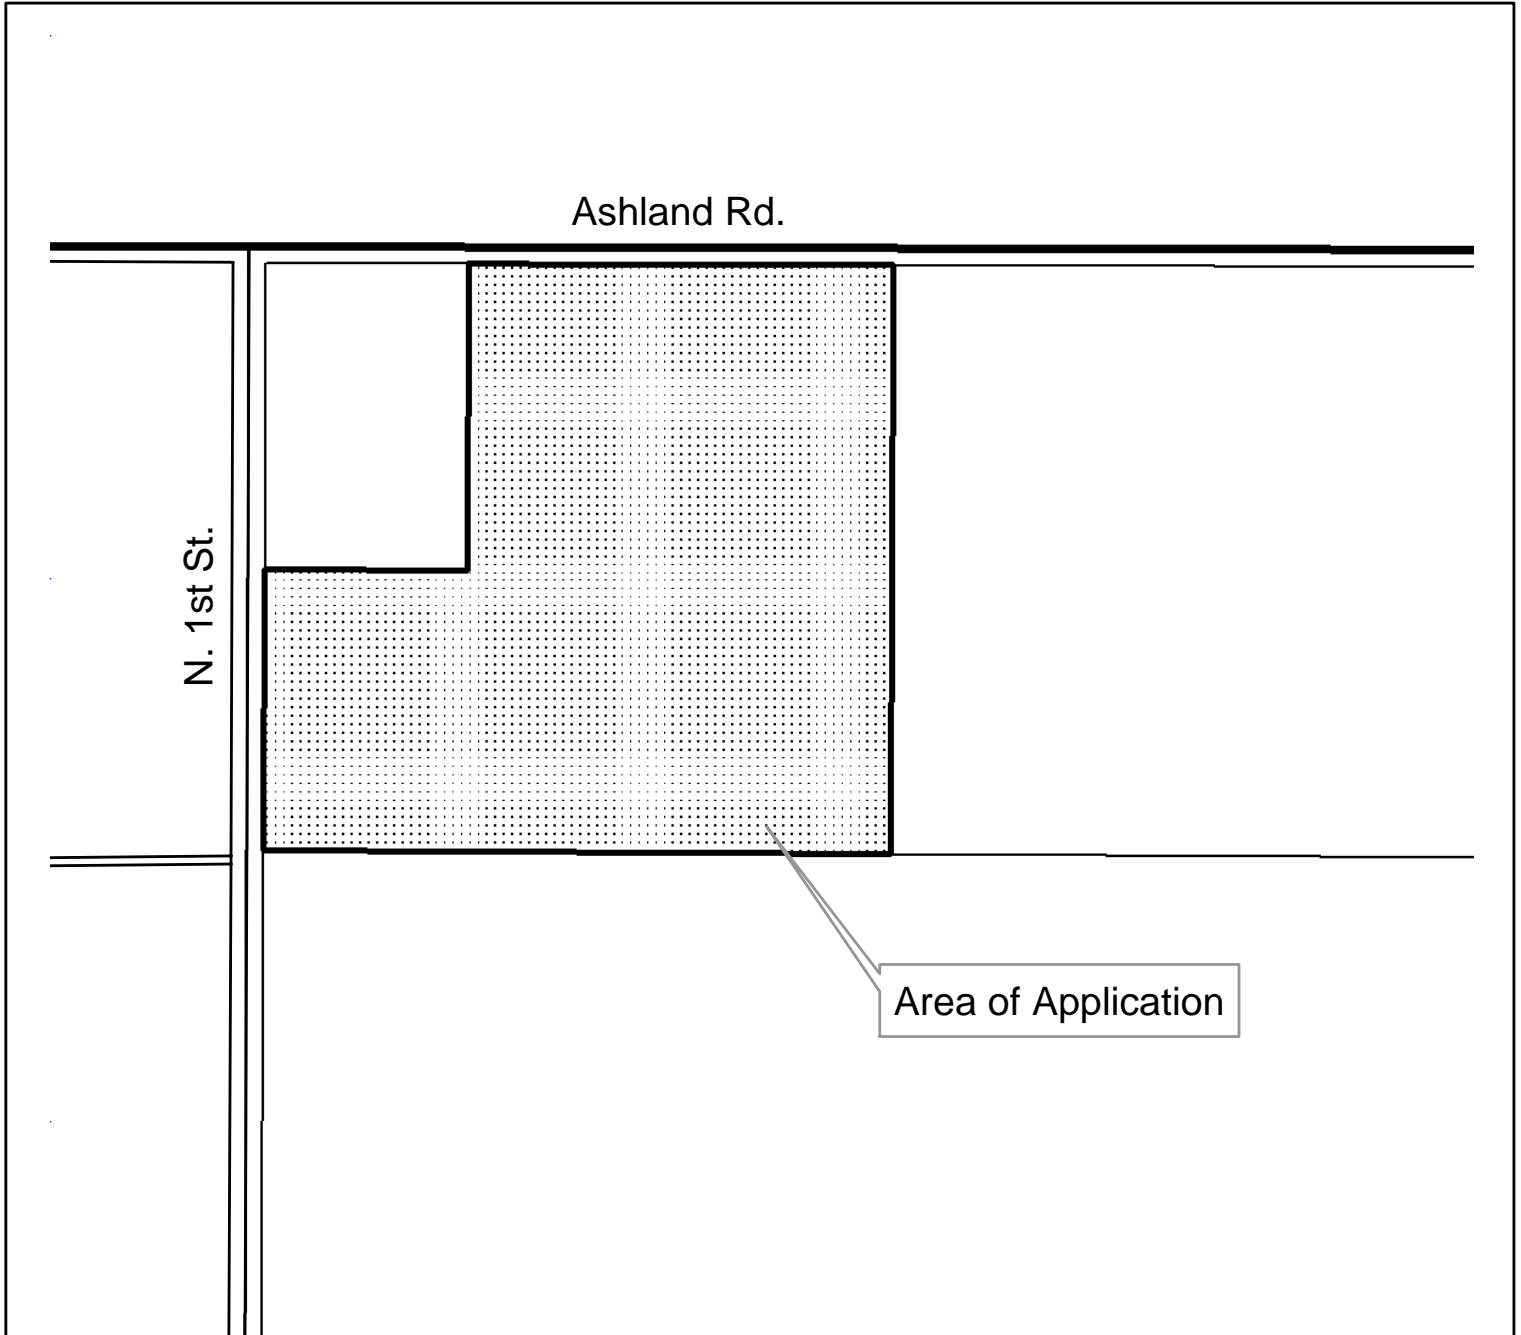 Ashland Rd.
N. 1st St.
Area of Application